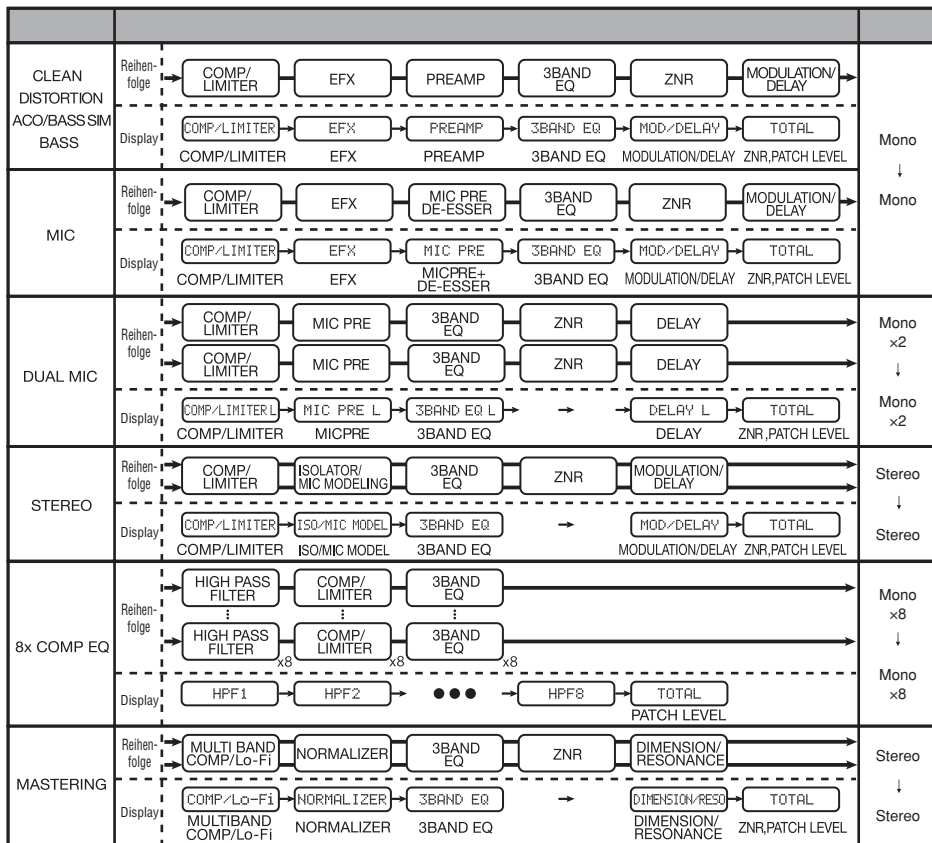 CLEAN
DISTORTION
ACO/BASS SIM
BASS
Reihen-
folge
COMP/
LIMITER
EFX
PREAMP
3BAND
EQ
ZNR
MODULATION/
DELAY
Display
COMP/LIMITER
EFX
PREAMP
3BAND EQ
MOD/DELAY
TOTAL
COMP/LIMITER
EFX
PREAMP
3BAND EQ
MODULATION/DELAY
ZNR,PATCH LEVEL
Mono
↓
Mono
MIC
Reihen-
folge
COMP/
LIMITER
EFX
MIC PRE
DE-ESSER
3BAND
EQ
ZNR
MODULATION/
DELAY
Display
COMP/LIMITER
EFX
MIC PRE
3BAND EQ
MOD/DELAY
TOTAL
COMP/LIMITER
EFX
MICPRE+
DE-ESSER
3BAND EQ
MODULATION/DELAY
ZNR,PATCH LEVEL
DUAL MIC
Reihen-
folge
COMP/
LIMITER
MIC PRE
3BAND
EQ
ZNR
DELAY
COMP/
LIMITER
MIC PRE
3BAND
EQ
ZNR
DELAY
Display
COMP/LIMITER L
MIC PRE L
3BAND EQ L
DELAY L
TOTAL
COMP/LIMITER
MICPRE
3BAND EQ
DELAY
ZNR,PATCH LEVEL
Mono
×2
↓
Mono
×2
STEREO
Reihen-
folge
COMP/
LIMITER
ISOLATOR/
MIC MODELING
3BAND
EQ
ZNR
MODULATION/
DELAY
Display
COMP/LIMITER
ISO/MIC MODEL
3BAND EQ
MOD/DELAY
TOTAL
COMP/LIMITER
ISO/MIC MODEL
3BAND EQ
MODULATION/DELAY
ZNR,PATCH LEVEL
Stereo
↓
Stereo
8x COMP EQ
Reihen-
folge
HIGH PASS
FILTER
COMP/
LIMITER
3BAND
EQ
HIGH PASS
FILTER
x8
COMP/
LIMITER
x8
3BAND
EQ
x8
Display
HPF1
HPF2
●●●
HPF8
TOTAL
PATCH LEVEL
Mono
×8
↓
Mono
×8
MASTERING
Reihen-
folge
MULTI BAND
COMP/Lo-Fi
NORMALIZER
3BAND
EQ
ZNR
DIMENSION/
RESONANCE
Display
COMP/Lo-Fi
NORMALIZER
3BAND EQ
DIMENSION/RESO
TOTAL
MULTIBAND
COMP/Lo-Fi
NORMALIZER
3BAND EQ
DIMENSION/
RESONANCE
ZNR,PATCH LEVEL
Stereo
↓
Stereo